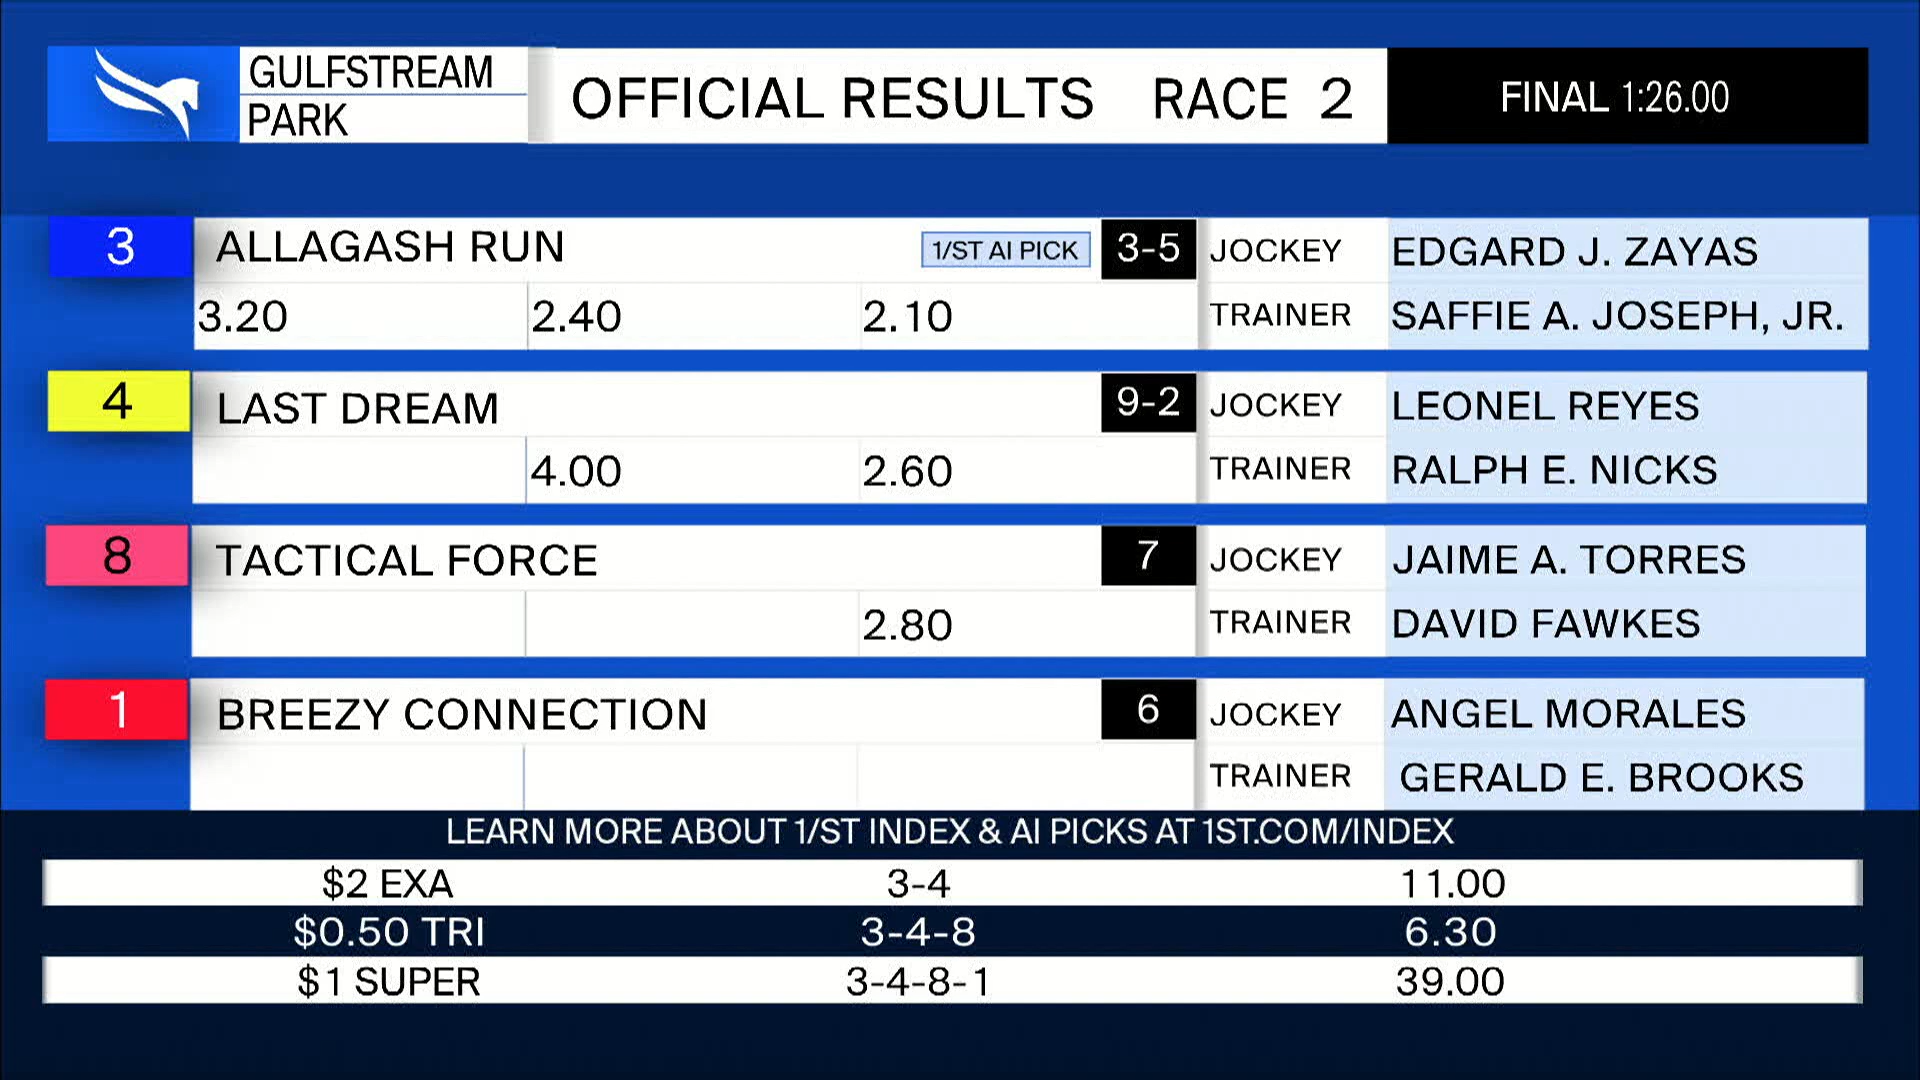 GULFSTREAM
PARK
OFFICIAL RESULTS RACE 2
FINAL 1:26.00
3 ALLAGASH RUN 1/ST AI PICK 3-5 JOCKEY EDGARD J. ZAYAS
3.20 2.40 2.10 TRAINER SAFFIE A. JOSEPH, JR.
4 LAST DREAM 9-2 JOCKEY LEONEL REYES
4.00 2.60 TRAINER RALPH E. NICKS
8 TACTICAL FORCE 7 JOCKEY JAIME A. TORRES
2.80 TRAINER DAVID FAWKES
1 BREEZY CONNECTION 6 JOCKEY ANGEL MORALES
TRAINER GERALD E. BROOKS
LEARN MORE ABOUT 1/ST INDEX & AI PICKS AT 1ST.COM/INDEX
$2 EXA 3-4 11.00
$0.50 TRI 3-4-8 6.30
$1 SUPER 3-4-8-1 39.00